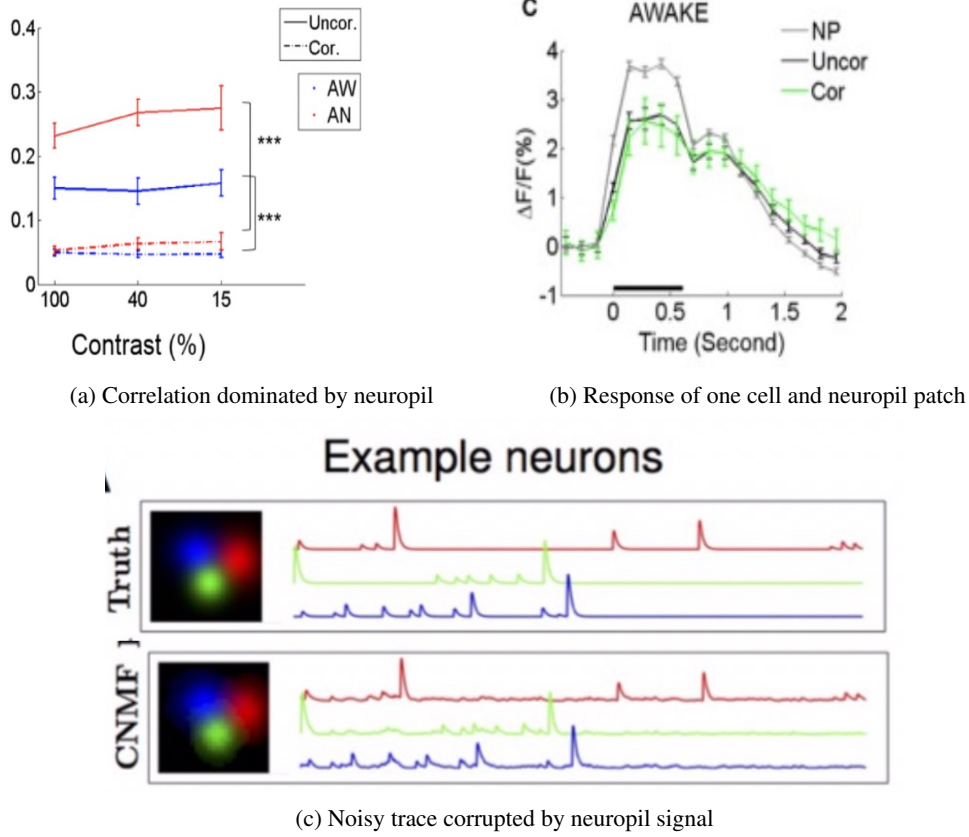 0.4
0.3
0.2
0.1
0
100
40
15
Contrast (%)
Uncor.
Cor.
AW
AN
***
***
(a) Correlation dominated by neuropil
C
AWAKE
NP
Uncor
Cor
4
3
2
1
0
-1
ΔF/F(%)
0
0.5
1
1.5
2
Time (Second)
(b) Response of one cell and neuropil patch
Example neurons
Truth
CNMF
(c) Noisy trace corrupted by neuropil signal